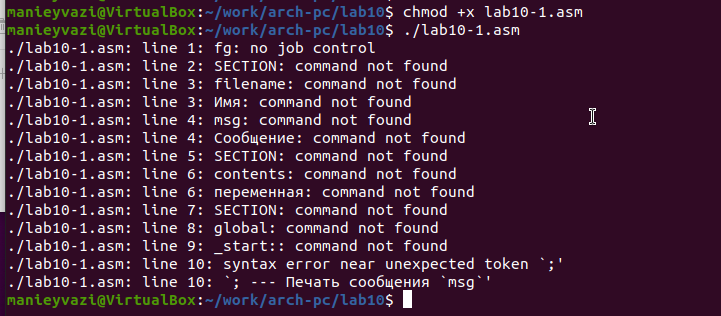 manieyvazi@VirtualBox:~/work/arch-pc/lab10$ chmod +x lab10-1.asm
manieyvazi@VirtualBox:~/work/arch-pc/lab10$ ./lab10-1.asm
./lab10-1.asm: line 1: fg: no job control
./lab10-1.asm: line 2: SECTION: command not found
./lab10-1.asm: line 3: filename: command not found
./lab10-1.asm: line 3: Имя: command not found
./lab10-1.asm: line 4: msg: command not found
./lab10-1.asm: line 4: Сообщение: command not found
./lab10-1.asm: line 5: SECTION: command not found
./lab10-1.asm: line 6: contents: command not found
./lab10-1.asm: line 6: переменная: command not found
./lab10-1.asm: line 7: SECTION: command not found
./lab10-1.asm: line 8: global: command not found
./lab10-1.asm: line 9: _start:: command not found
./lab10-1.asm: line 10: syntax error near unexpected token `;'
./lab10-1.asm: line 10: `; --- Печать сообщения `msg`'
manieyvazi@VirtualBox:~/work/arch-pc/lab10$